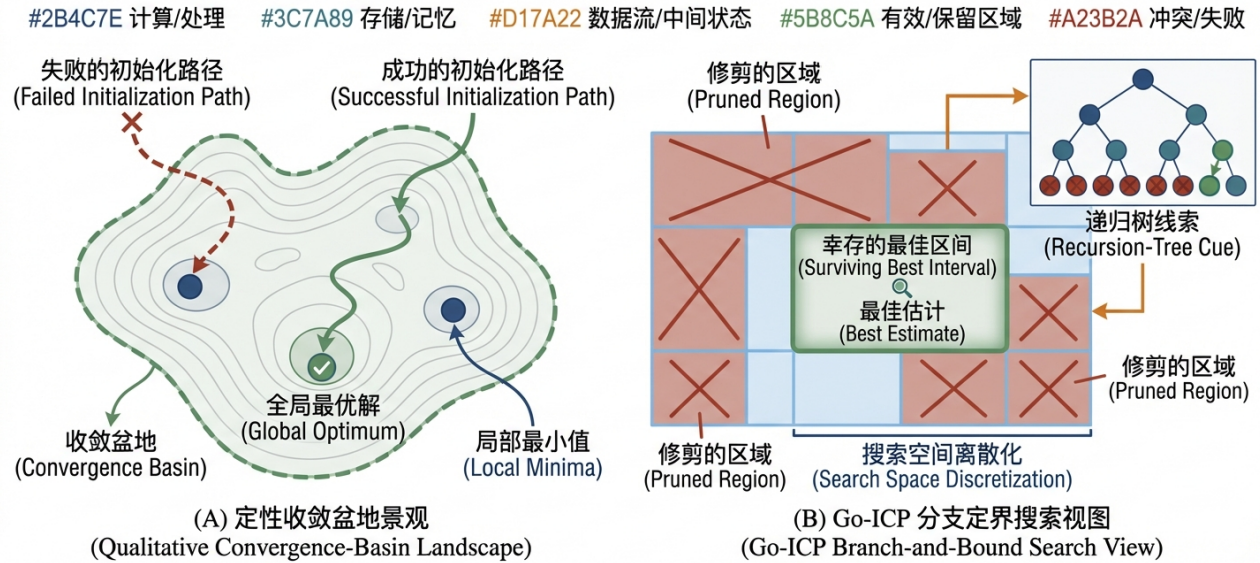 #2B4C7E 计算/处理 #3C7A89 存储/记忆 #D17A22 数据流/中间状态 #5B8C5A 有效/保留区域 #A23B2A 冲突/失败
失败的初始化路径
(Failed Initialization Path)
成功的初始化路径
(Successful Initialization Path)
全局最优解
(Global Optimum)
收敛盆地
(Convergence Basin)
局部最小值
(Local Minima)
(A) 定性收敛盆地景观
(Qualitative Convergence-Basin Landscape)
修剪的区域
(Pruned Region)
递归树线索
(Recursion-Tree Cue)
幸存的最佳区间
(Surviving Best Interval)
最佳估计
(Best Estimate)
修剪的区域
(Pruned Region)
修剪的区域
(Pruned Region)
搜索空间离散化
(Search Space Discretization)
(B) Go-ICP 分支定界搜索视图
(Go-ICP Branch-and-Bound Search View)